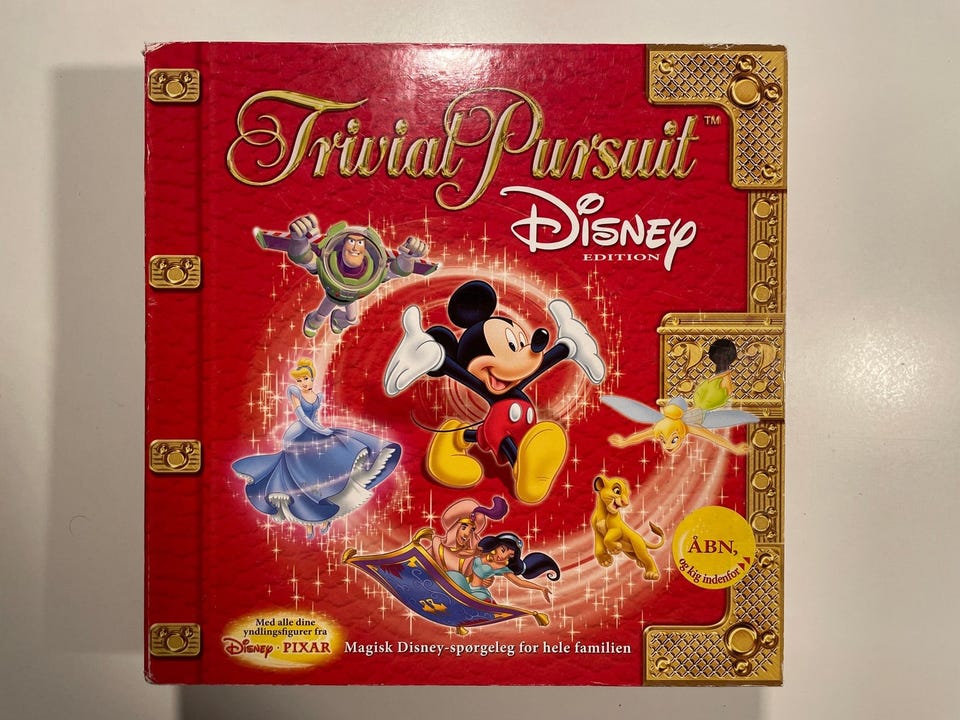 Trivial Pursuit™
Disney
EDITION
ÅBN,
og kig indenfor
Med alle dine
yndlingsfigurer fra
Disney · PIXAR
Magisk Disney-spørgeleg for hele familien